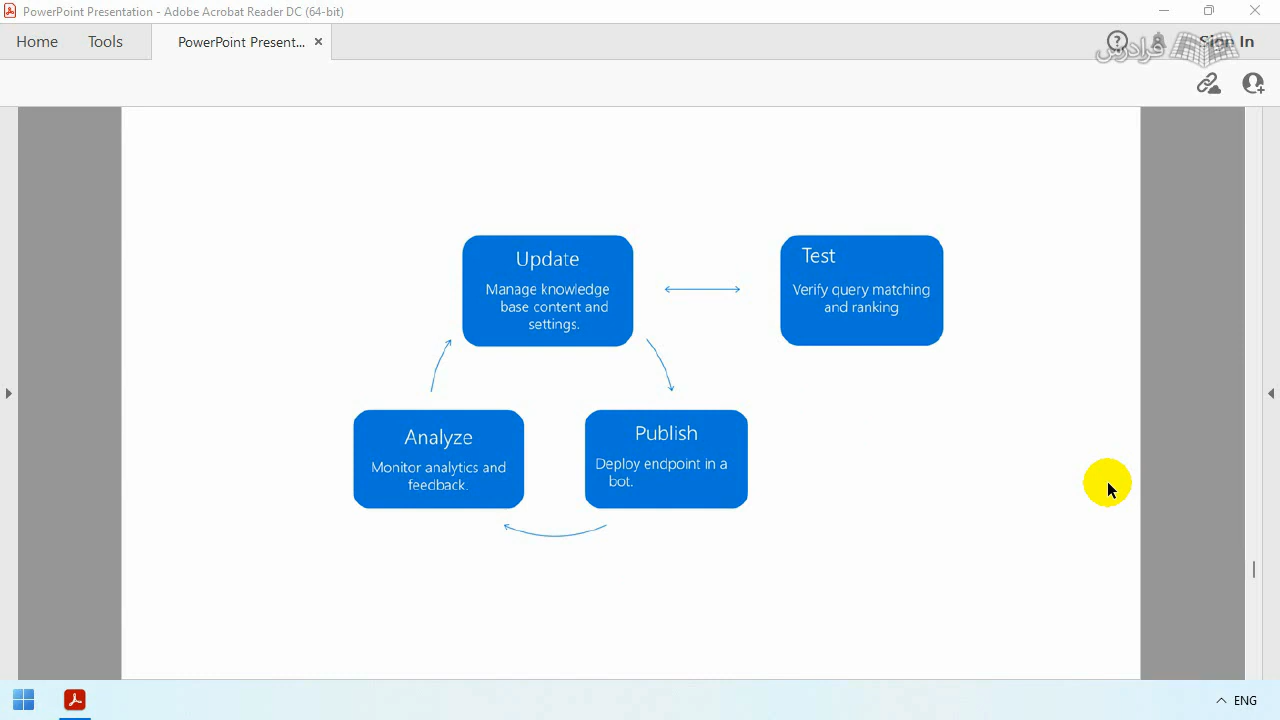 PowerPoint Presentation - Adobe Acrobat Reader DC (64-bit)
Home
Tools
PowerPoint Present...
Sign In
فرادرس
Update
Manage knowledge
base content and
settings.
Test
Verify query matching
and ranking
Analyze
Monitor analytics and
feedback.
Publish
Deploy endpoint in a
bot.
ENG